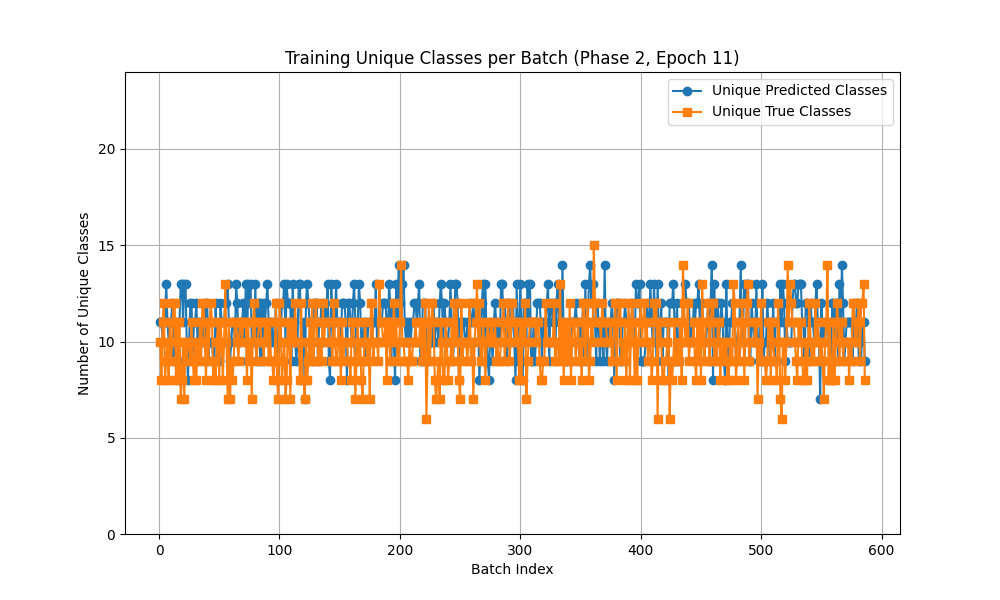 Training Unique Classes per Batch (Phase 2, Epoch 11)
Unique Predicted Classes
Unique True Classes
Number of Unique Classes
20
15
10
5
0
0 100 200 300 400 500 600
Batch Index